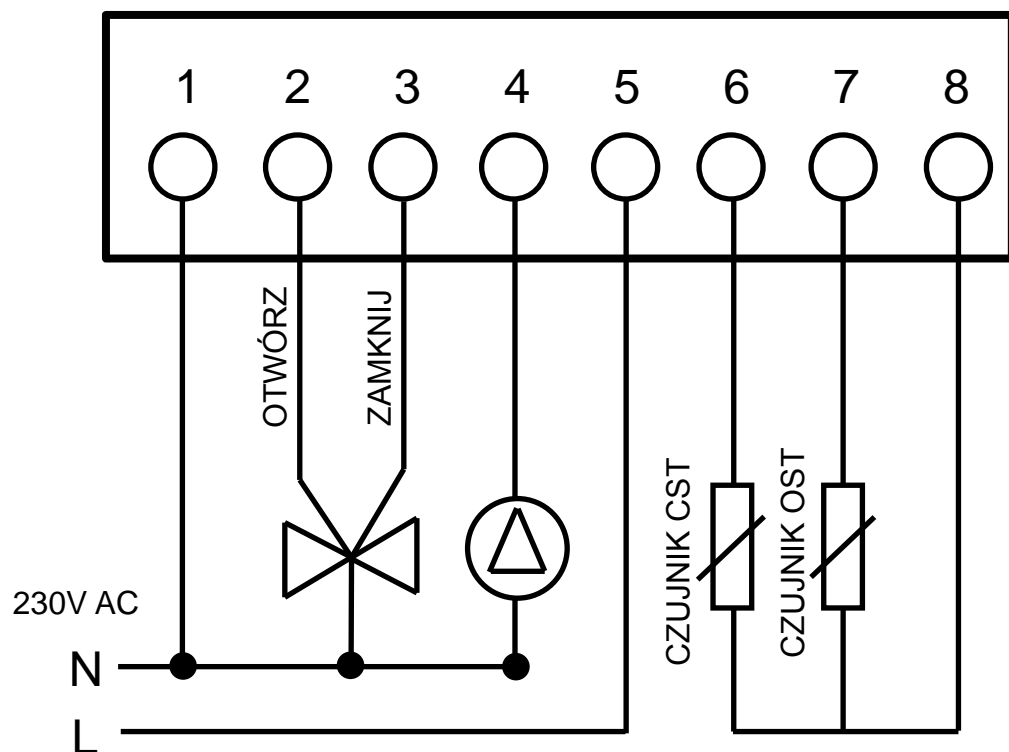 1 2 3 4 5 6 7 8
OTWÓRZ
ZAMKNIJ
CZUJNIK CST
CZUJNIK OST
230V AC
N
L